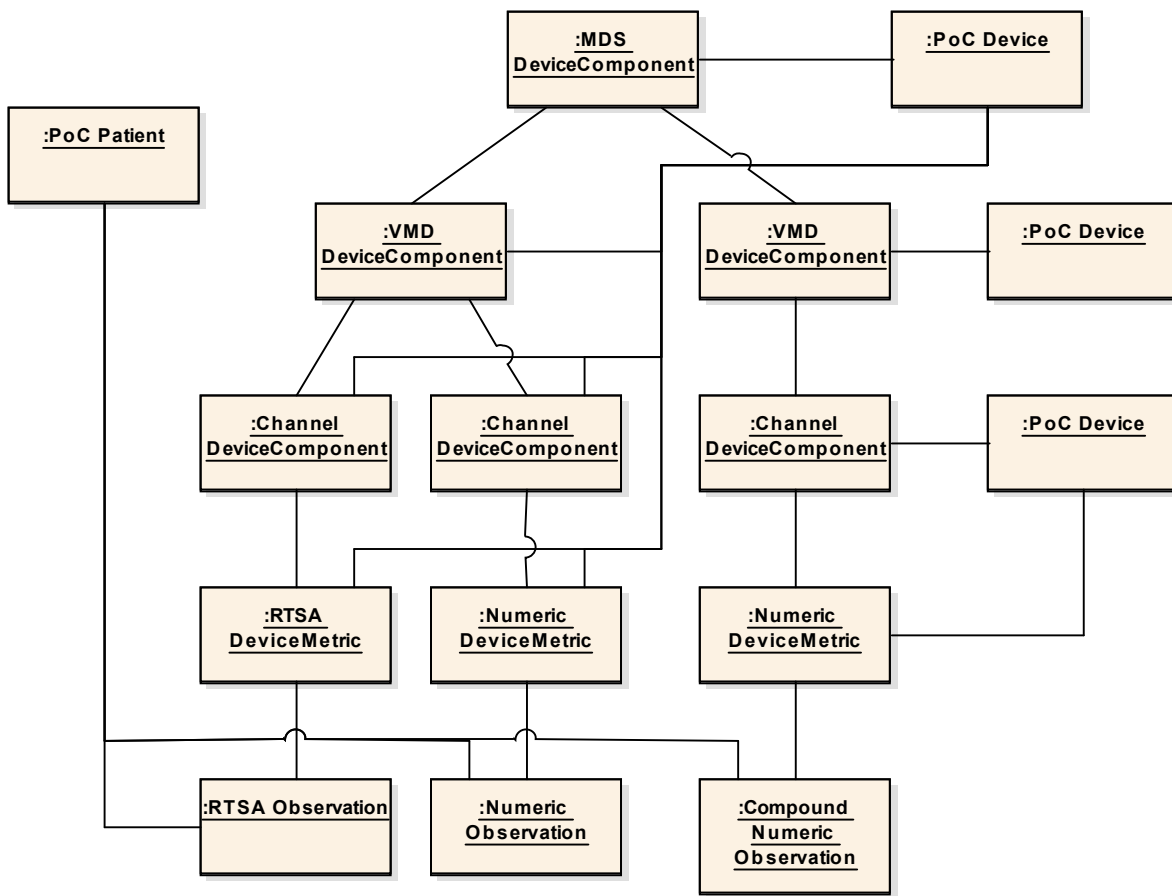 :MDS
DeviceComponent
:PoC Device
:PoC Patient
:VMD
DeviceComponent
:VMD
DeviceComponent
:PoC Device
:Channel
DeviceComponent
:Channel
DeviceComponent
:Channel
DeviceComponent
:PoC Device
:RTSA
DeviceMetric
:Numeric
DeviceMetric
:Numeric
DeviceMetric
:RTSA Observation
:Numeric
Observation
:Compound
Numeric
Observation